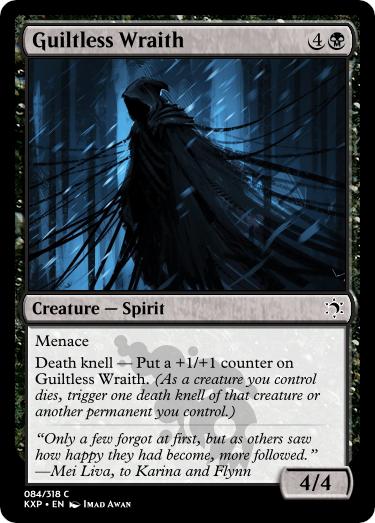 Guiltless Wraith
4
Creature — Spirit
Menace
Death knell — Put a +1/+1 counter on
Guiltless Wraith. (As a creature you control
dies, trigger one death knell of that creature or
another permanent you control.)
“Only a few forgot at first, but as others saw
how happy they had become, more followed.”
—Mei Liva, to Karina and Flynn
4/4
084/318 C
KXP • EN Imad Awan